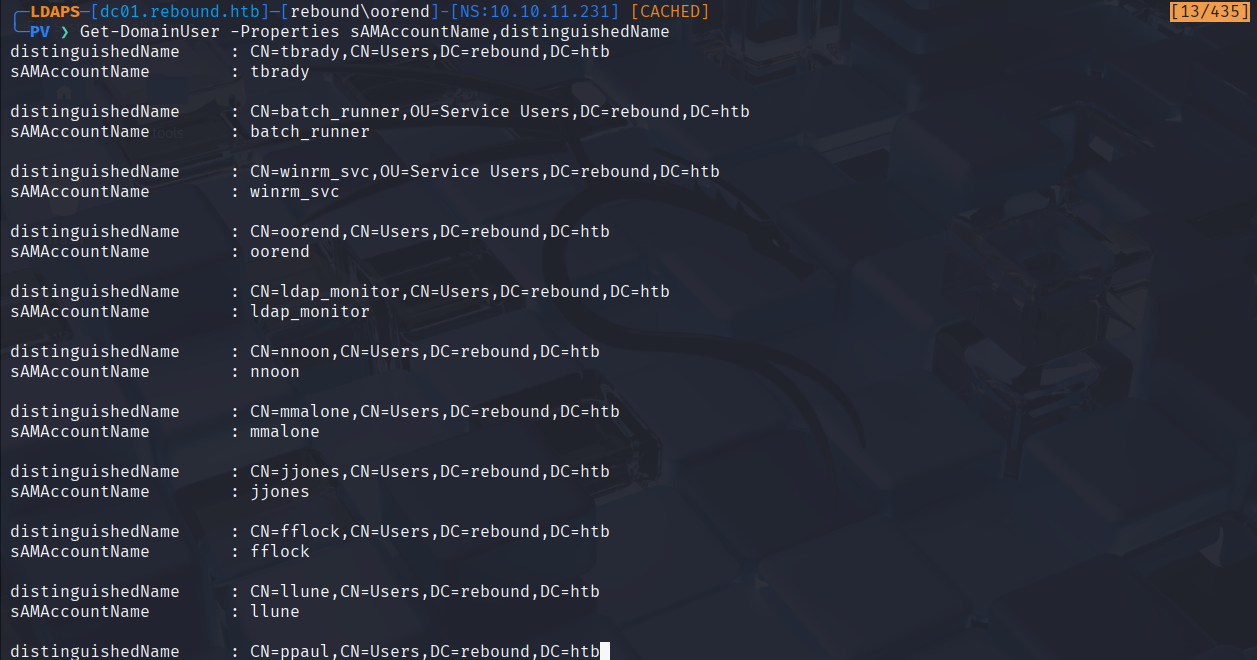 LDAPS─[dc01.rebound.htb]─[rebound\oorend]-[NS:10.10.11.231] [CACHED] [13/435]
PV ❯ Get-DomainUser -Properties sAMAccountName,distinguishedName
distinguishedName     : CN=tbrady,CN=Users,DC=rebound,DC=htb
sAMAccountName        : tbrady
distinguishedName     : CN=batch_runner,OU=Service Users,DC=rebound,DC=htb
sAMAccountName        : batch_runner
distinguishedName     : CN=winrm_svc,OU=Service Users,DC=rebound,DC=htb
sAMAccountName        : winrm_svc
distinguishedName     : CN=oorend,CN=Users,DC=rebound,DC=htb
sAMAccountName        : oorend
distinguishedName     : CN=ldap_monitor,CN=Users,DC=rebound,DC=htb
sAMAccountName        : ldap_monitor
distinguishedName     : CN=nnoon,CN=Users,DC=rebound,DC=htb
sAMAccountName        : nnoon
distinguishedName     : CN=mmalone,CN=Users,DC=rebound,DC=htb
sAMAccountName        : mmalone
distinguishedName     : CN=jjones,CN=Users,DC=rebound,DC=htb
sAMAccountName        : jjones
distinguishedName     : CN=fflock,CN=Users,DC=rebound,DC=htb
sAMAccountName        : fflock
distinguishedName     : CN=llune,CN=Users,DC=rebound,DC=htb
sAMAccountName        : llune
distinguishedName     : CN=ppaul,CN=Users,DC=rebound,DC=htb